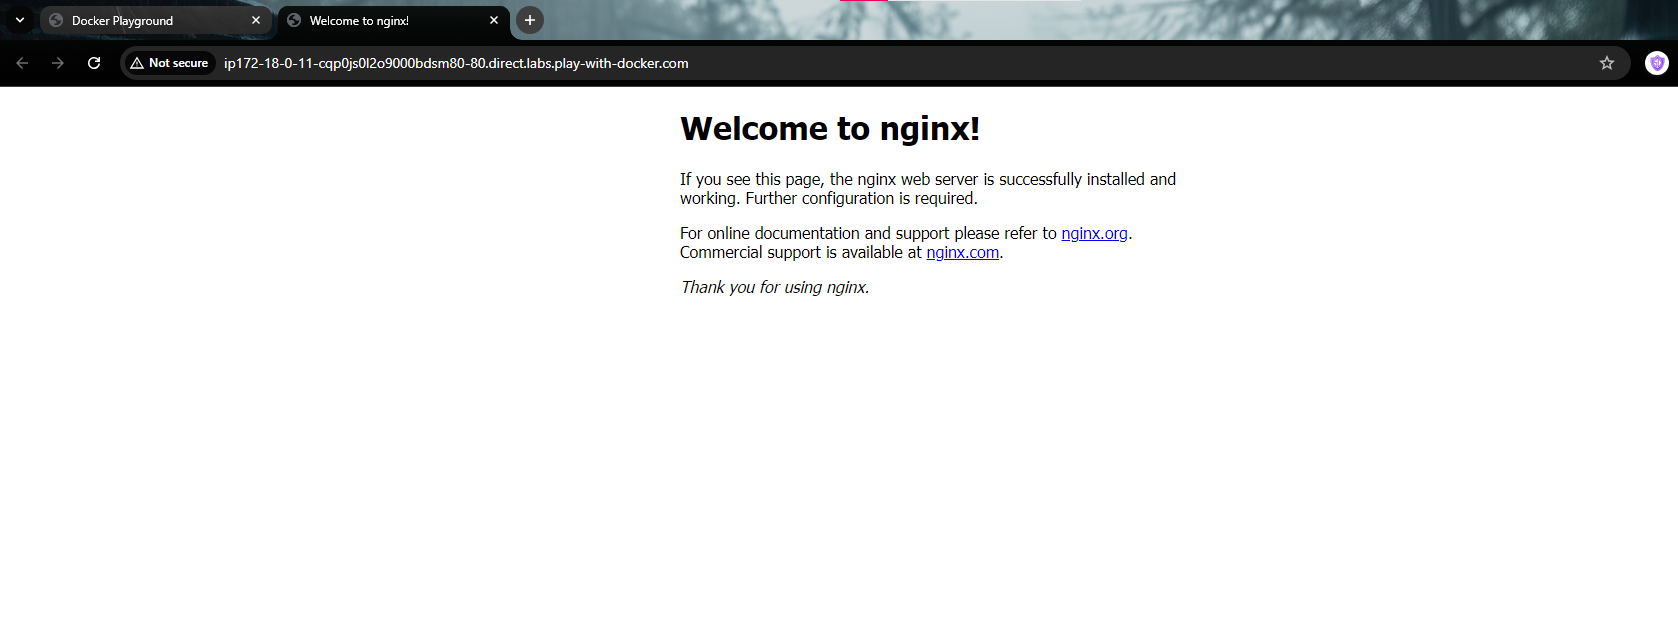 Docker Playground
Welcome to nginx!
Not secure
ip172-18-0-11-cqp0js0l2o9000bdsm80-80.direct.labs.play-with-docker.com
Welcome to nginx!
If you see this page, the nginx web server is successfully installed and
working. Further configuration is required.
For online documentation and support please refer to nginx.org.
Commercial support is available at nginx.com.
Thank you for using nginx.